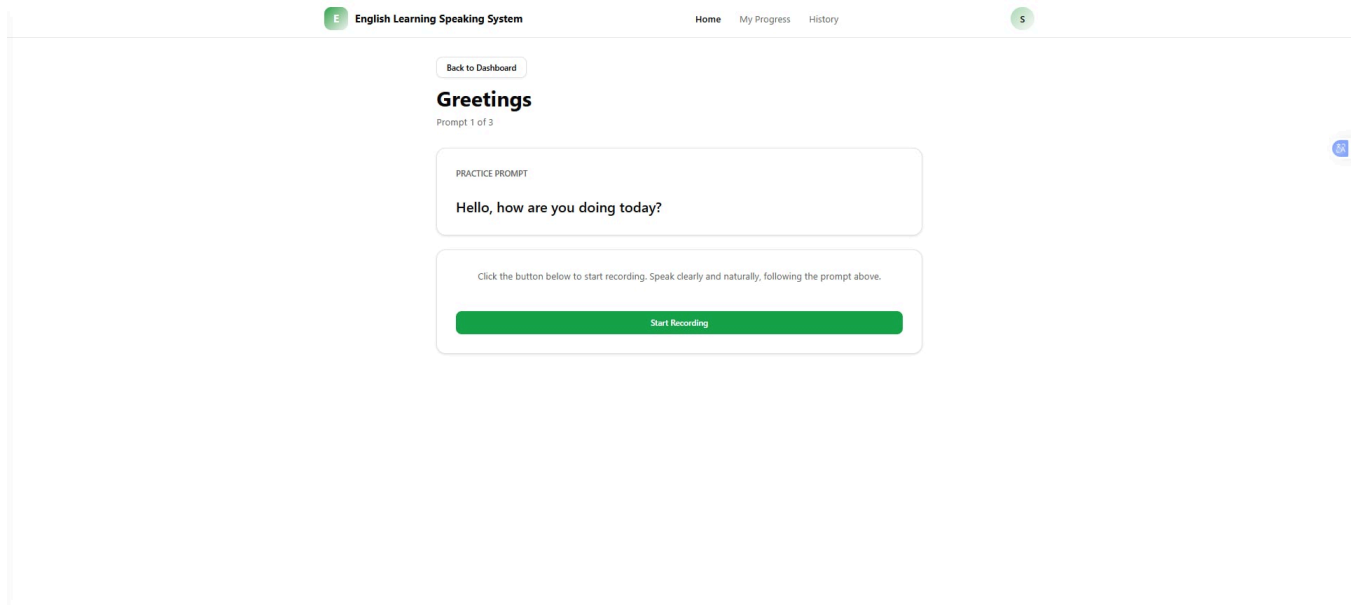 E English Learning Speaking System Home My Progress History S
Back to Dashboard
Greetings
Prompt 1 of 3
PRACTICE PROMPT
Hello, how are you doing today?
Click the button below to start recording. Speak clearly and naturally, following the prompt above.
Start Recording